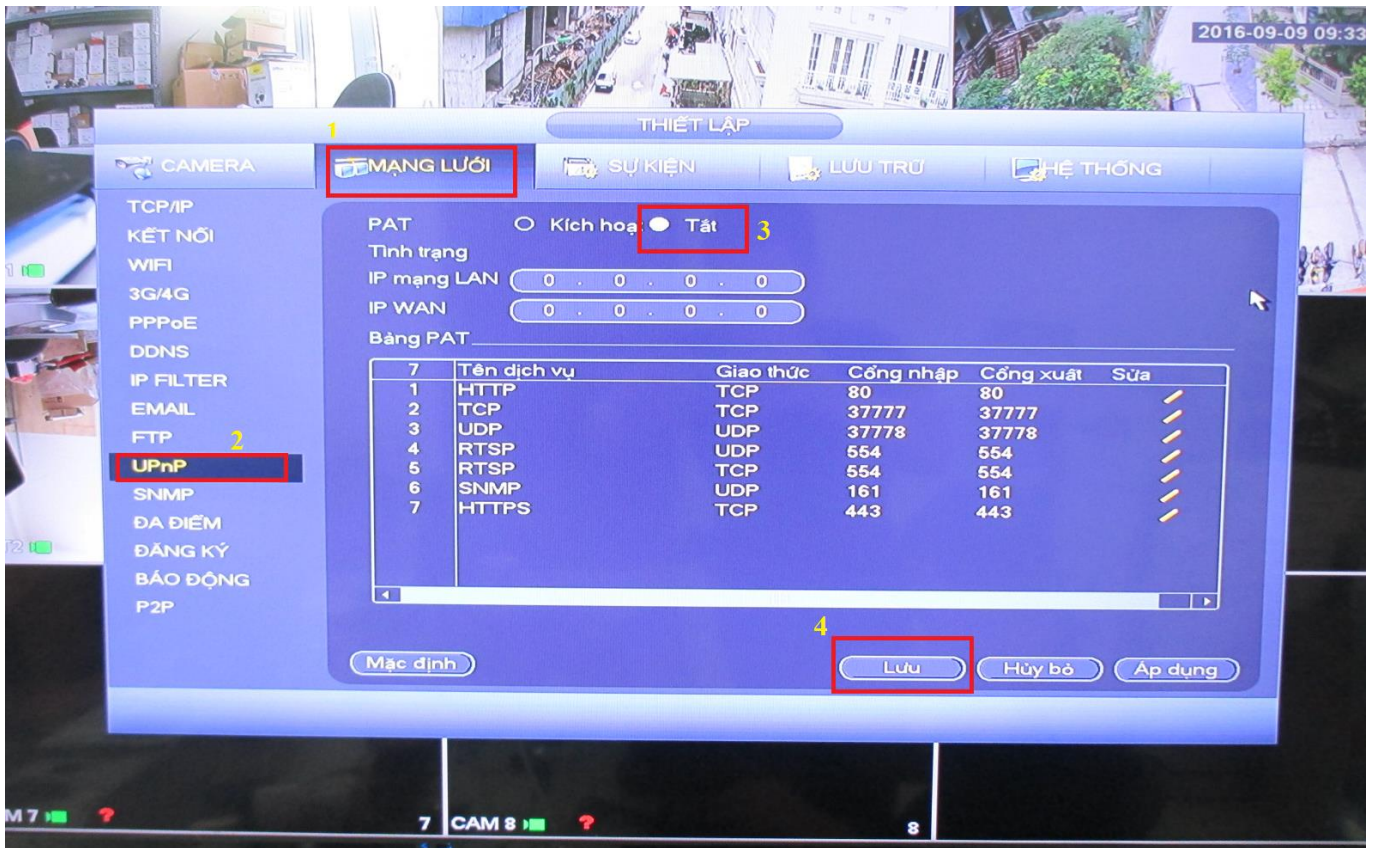 2016-09-09 09:33
THIẾT LẬP
1
CAMERA MẠNG LƯỚI SỰ KIỆN LƯU TRỮ HỆ THỐNG
TCP/IP
KẾT NỐI
WIFI
3G/4G
PPPoE
DDNS
IP FILTER
EMAIL
FTP
2
UPnP
SNMP
ĐA ĐIỂM
ĐĂNG KÝ
BÁO ĐỘNG
P2P
PAT Kích hoạ Tắt 3
Tình trạng
IP mạng LAN 0 . 0 . 0 . 0
IP WAN 0 . 0 . 0 . 0
Bảng PAT
7 Tên dịch vụ Giao thức Cổng nhập Cổng xuất Sửa
1 HTTP TCP 80 80
2 TCP TCP 37777 37777
3 UDP UDP 37778 37778
4 RTSP UDP 554 554
5 RTSP TCP 554 554
6 SNMP UDP 161 161
7 HTTPS TCP 443 443
4
Mặc định Lưu Hủy bỏ Áp dụng
M 7 ? 7 CAM 8 ? 8